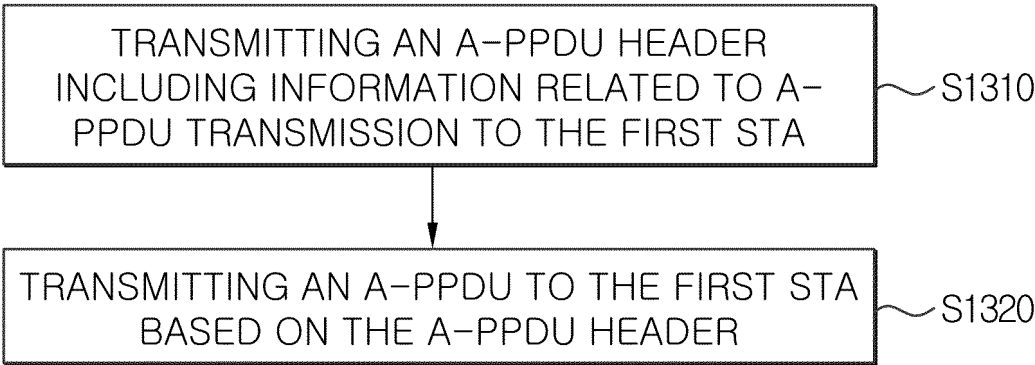 TRANSMITTING AN A-PPDU HEADER
INCLUDING INFORMATION RELATED TO A-
PPDU TRANSMISSION TO THE FIRST STA
S1310
TRANSMITTING AN A-PPDU TO THE FIRST STA
BASED ON THE A-PPDU HEADER
S1320